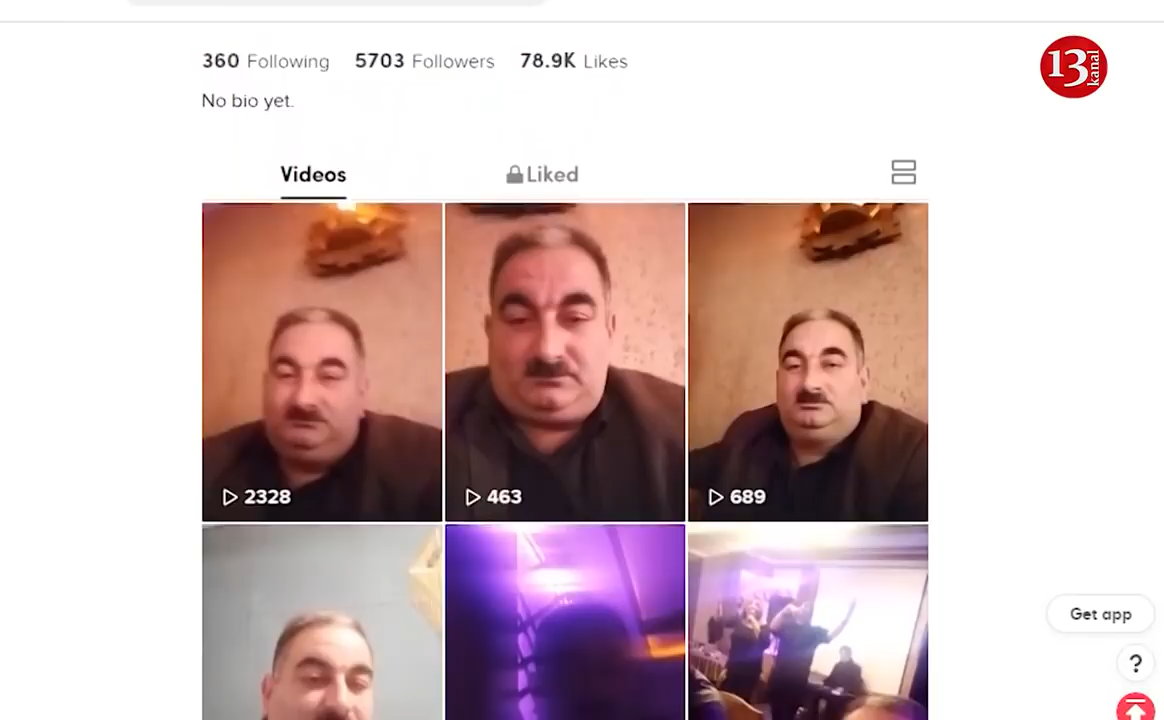 360 Following 5703 Followers 78.9K Likes
No bio yet.
13 kanal
Videos Liked
2328 463 689
Get app
?